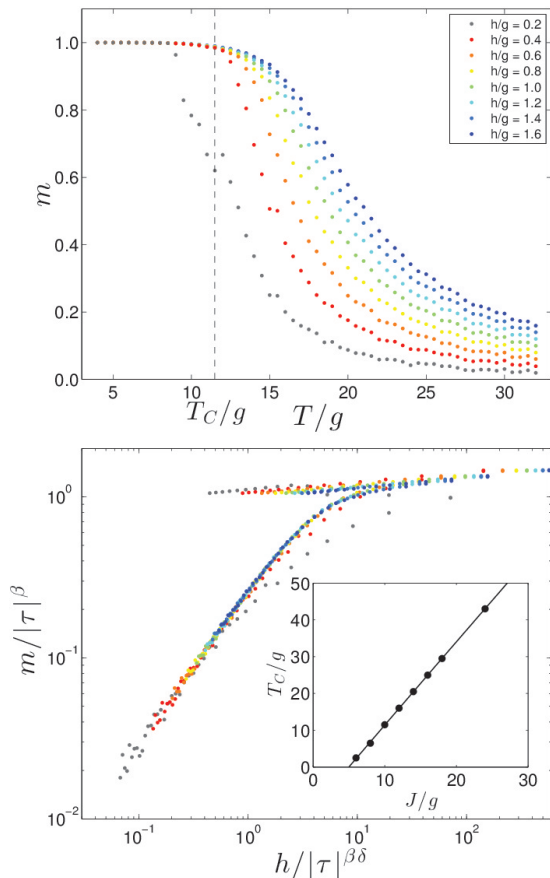 1.0
0.8
0.6
0.4
0.2
0.0
m
h/g = 0.2
h/g = 0.4
h/g = 0.6
h/g = 0.8
h/g = 1.0
h/g = 1.2
h/g = 1.4
h/g = 1.6
5 10 15 20 25 30
T_C/g T/g
10^0
10^{-1}
10^{-2}
m/|τ|^β
50
40
30
20
10
0
T_C/g
0 10 20 30
J/g
10^{-1} 10^0 10^1 10^2
h/|τ|^{βδ}